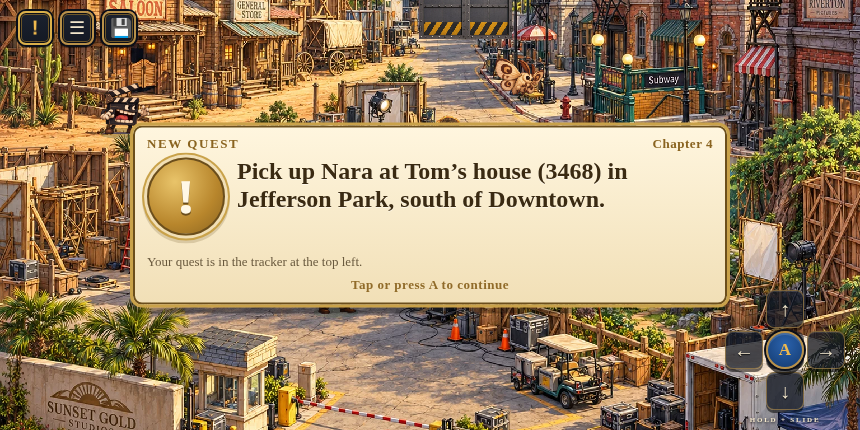 SALOON
GENERAL
STORE
RIVERTON
Subway
NEW QUEST
Chapter 4
!
Pick up Nara at Tom’s house (3468) in
Jefferson Park, south of Downtown.
Your quest is in the tracker at the top left.
Tap or press A to continue
A
SUNSET GOLD
STUDIOS
HOLD + SLIDE